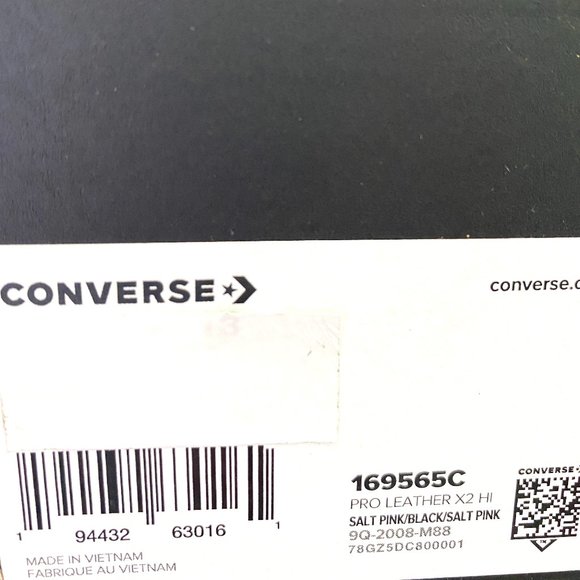 CONVERSE
converse.c
169565C
PRO LEATHER X2 HI
SALT PINK/BLACK/SALT PINK
9Q-2008-M88
78GZ5DC800001
CONVERSE
1 94432 63016 1
MADE IN VIETNAM
FABRIQUE AU VIETNAM